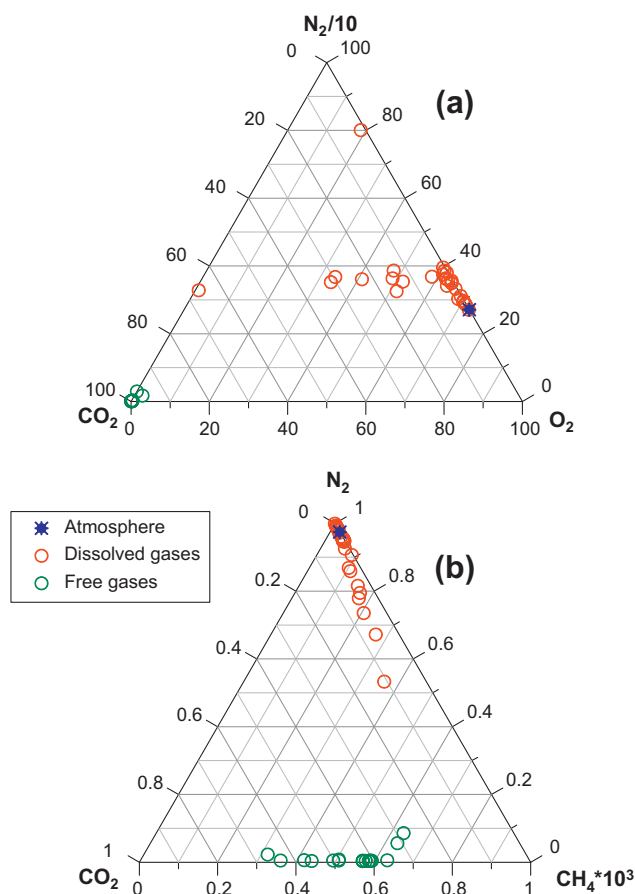 N2/10
0 100
(a)
20 80
40 60
60 40
80 20
100 0
CO2 O2
0 20 40 60 80 100
N2
0 1
Atmosphere
Dissolved gases
Free gases
(b)
0.2 0.8
0.4 0.6
0.6 0.4
0.8 0.2
1 0
CO2 CH4*10³
0 0.2 0.4 0.6 0.8 1